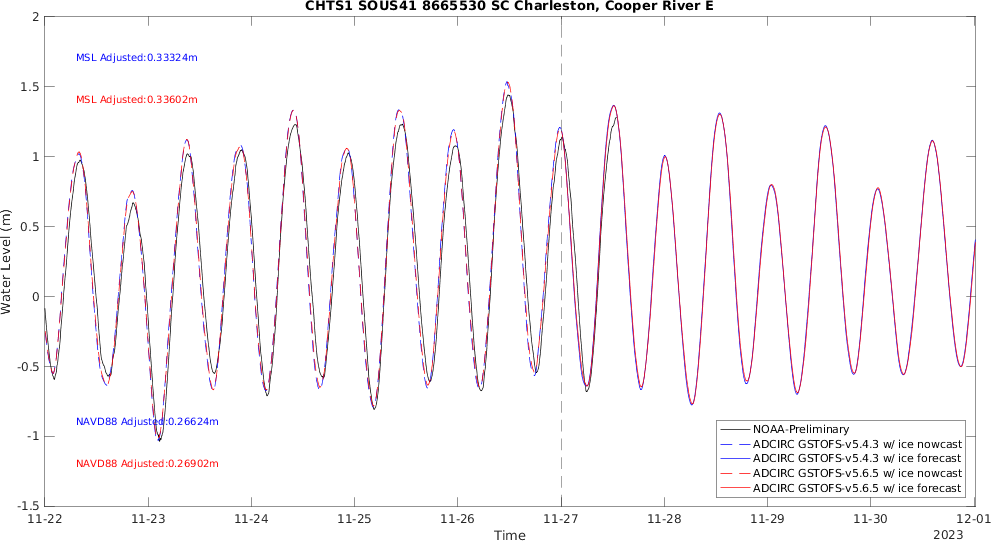 CHTS1 SOUS41 8665530 SC Charleston, Cooper River E
Water Level (m)
2
1.5
1
0.5
0
-0.5
-1
-1.5
MSL Adjusted:0.33324m
MSL Adjusted:0.33602m
NAVD88 Adjusted:0.26624m
NAVD88 Adjusted:0.26902m
NOAA-Preliminary
ADCIRC GSTOFS-v5.4.3 w/ ice nowcast
ADCIRC GSTOFS-v5.4.3 w/ ice forecast
ADCIRC GSTOFS-v5.6.5 w/ ice nowcast
ADCIRC GSTOFS-v5.6.5 w/ ice forecast
11-22 11-23 11-24 11-25 11-26 11-27 11-28 11-29 11-30 12-01
Time
2023